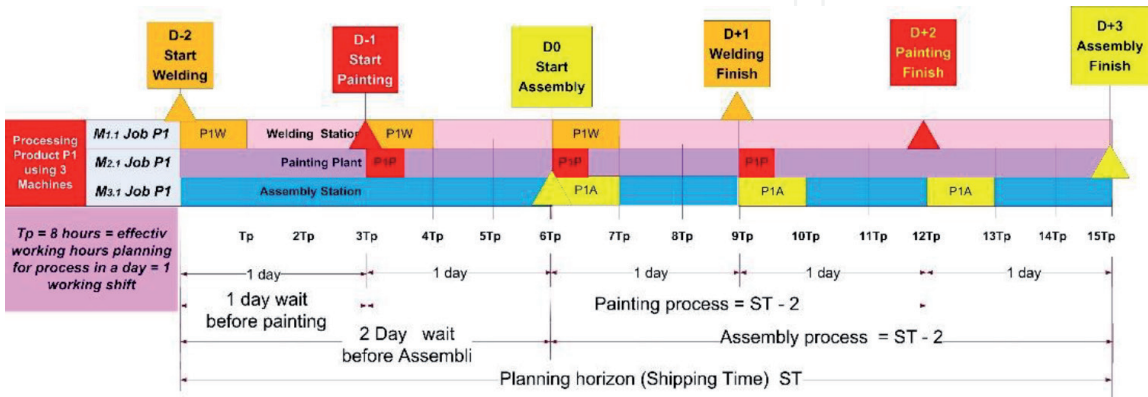 D-2
Start
Welding
D-1
Start
Painting
D0
Start
Assembly
D+1
Welding
Finish
D+2
Painting
Finish
D+3
Assembly
Finish
Processing
Product P1
using 3
Machines
M1.1 Job P1
P1W
Welding Station
P1W
P1W
M2.1 Job P1
Painting Plant
P1P
P1P
P1P
M3.1 Job P1
Assembly Station
P1A
P1A
P1A
Tp = 8 hours = effectiv
working hours planning
for process in a day = 1
working shift
Tp 2Tp 3Tp 4Tp 5Tp 6Tp 7Tp 8Tp 9Tp 10Tp 11Tp 12Tp 13Tp 14Tp 15Tp
1 day 1 day 1 day 1 day 1 day
1 day wait
before painting
Painting process = ST - 2
2 Day wait
before Assembli
Assembly process = ST - 2
Planning horizon (Shipping Time) ST